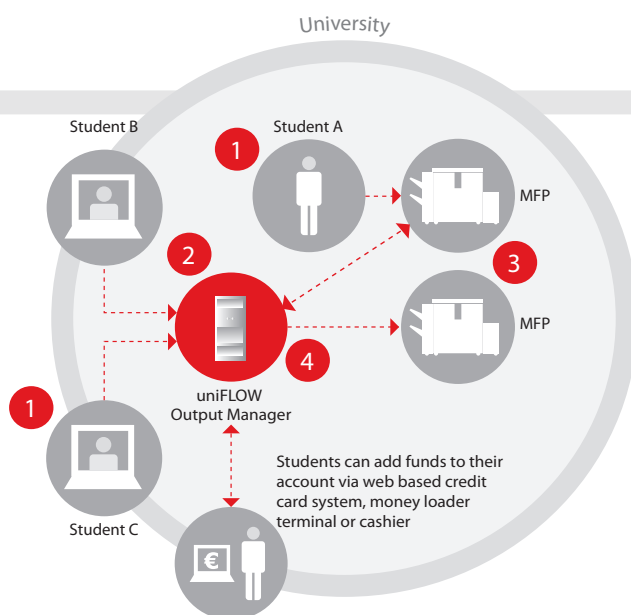 University
Student B
Student A
1
MFP
2
3
MFP
4
1
uniFLOW
Output Manager
Students can add funds to their
account via web based credit
card system, money loader
terminal or cashier
Student C
€